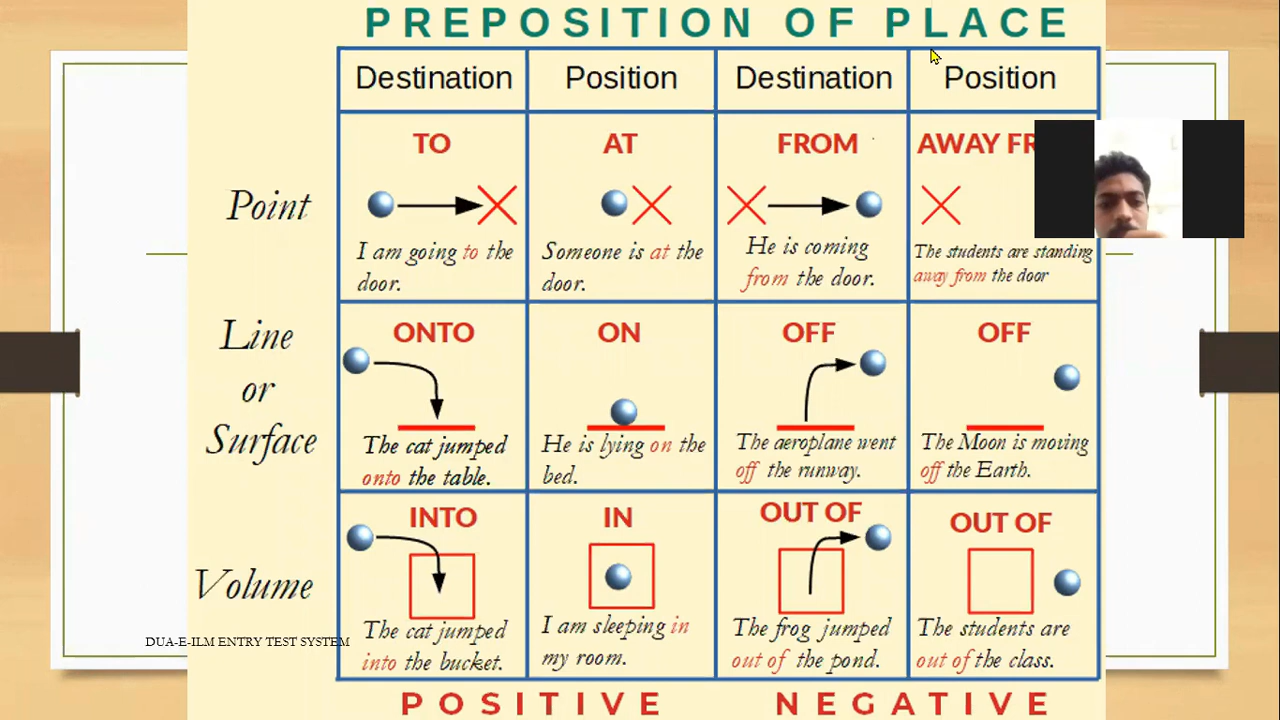 PREPOSITION OF PLACE
Destination
Position
Destination
Position
Point
TO
I am going to the
door.
AT
Someone is at the
door.
FROM
He is coming
from the door.
AWAY
The students are standing
away from the door
Line
or
Surface
ONTO
The cat jumped
onto the table.
ON
He is lying on the
bed.
OFF
The aeroplane went
off the runway.
OFF
The Moon is moving
off the Earth.
Volume
INTO
The cat jumped
into the bucket.
IN
I am sleeping in
my room.
OUT OF
The frog jumped
out of the pond.
OUT OF
The students are
out of the class.
DUA-E-ILM ENTRY TEST SYSTEM
POSITIVE
NEGATIVE